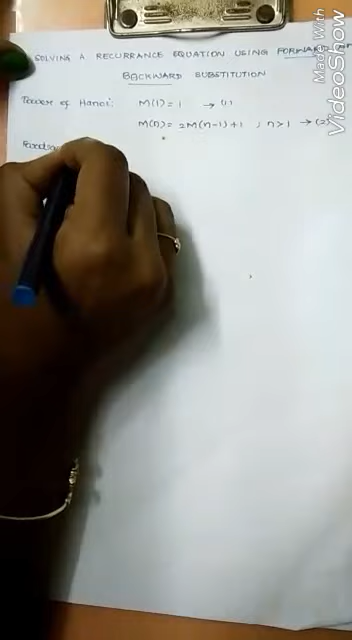 SOLVING A RECURRANCE EQUATION USING FORWARD
BACKWARD SUBSTITUTION
Tower of Hanoi: M(1) = 1 → (1)
M(n) = 2M(n-1)+1 ; n>1 → (2)
Made With